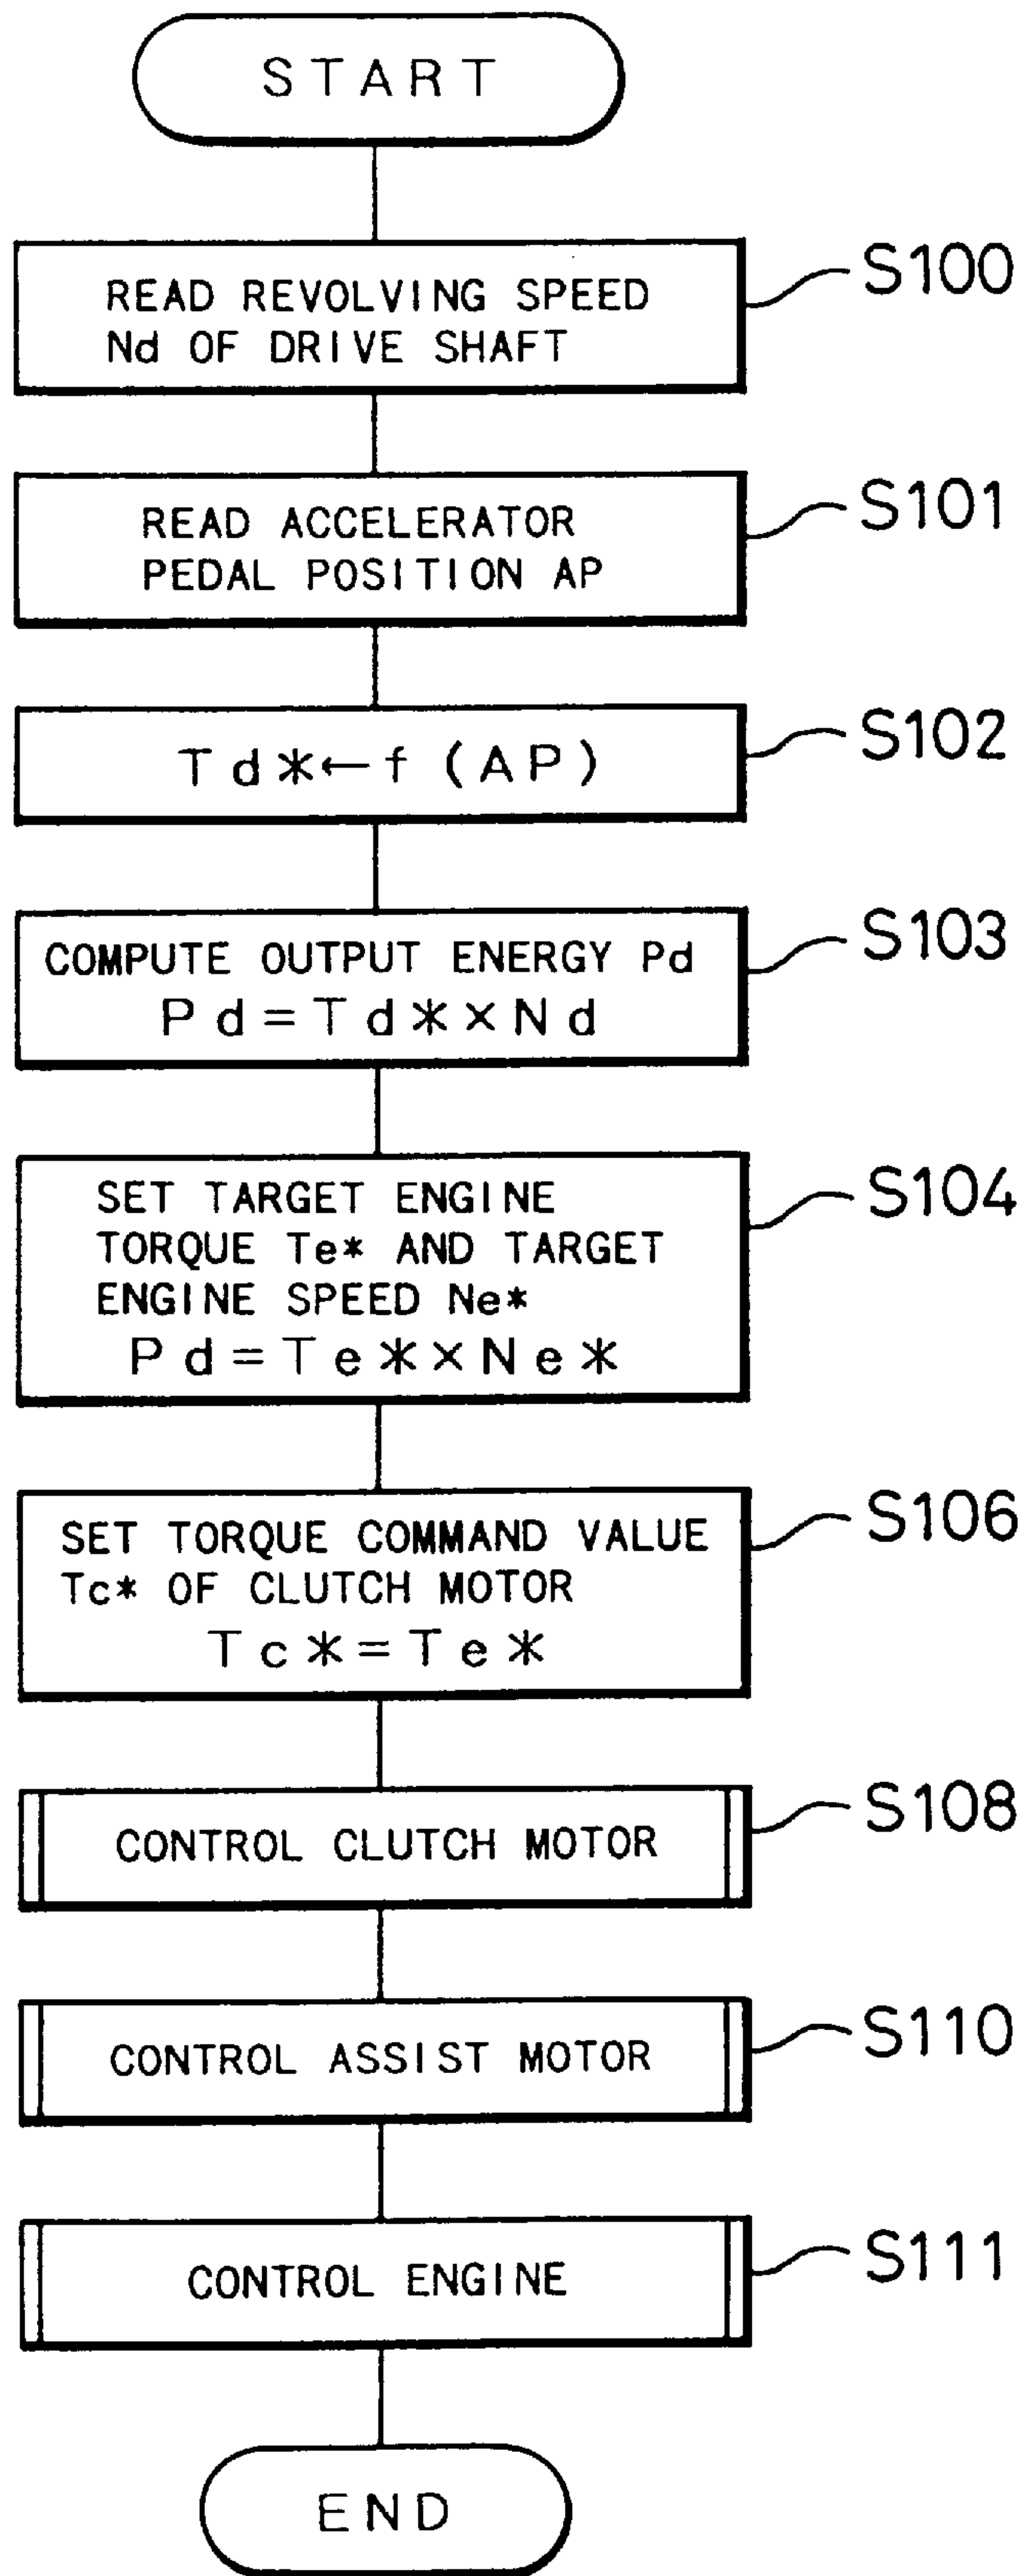 START
READ REVOLVING SPEED
Nd OF DRIVE SHAFT
S100
READ ACCELERATOR
PEDAL POSITION AP
S101
Td*←f(AP)
S102
COMPUTE OUTPUT ENERGY Pd
Pd=Td*×Nd
S103
SET TARGET ENGINE
TORQUE Te* AND TARGET
ENGINE SPEED Ne*
Pd=Te*×Ne*
S104
SET TORQUE COMMAND VALUE
Tc* OF CLUTCH MOTOR
Tc*=Te*
S106
CONTROL CLUTCH MOTOR
S108
CONTROL ASSIST MOTOR
S110
CONTROL ENGINE
S111
END